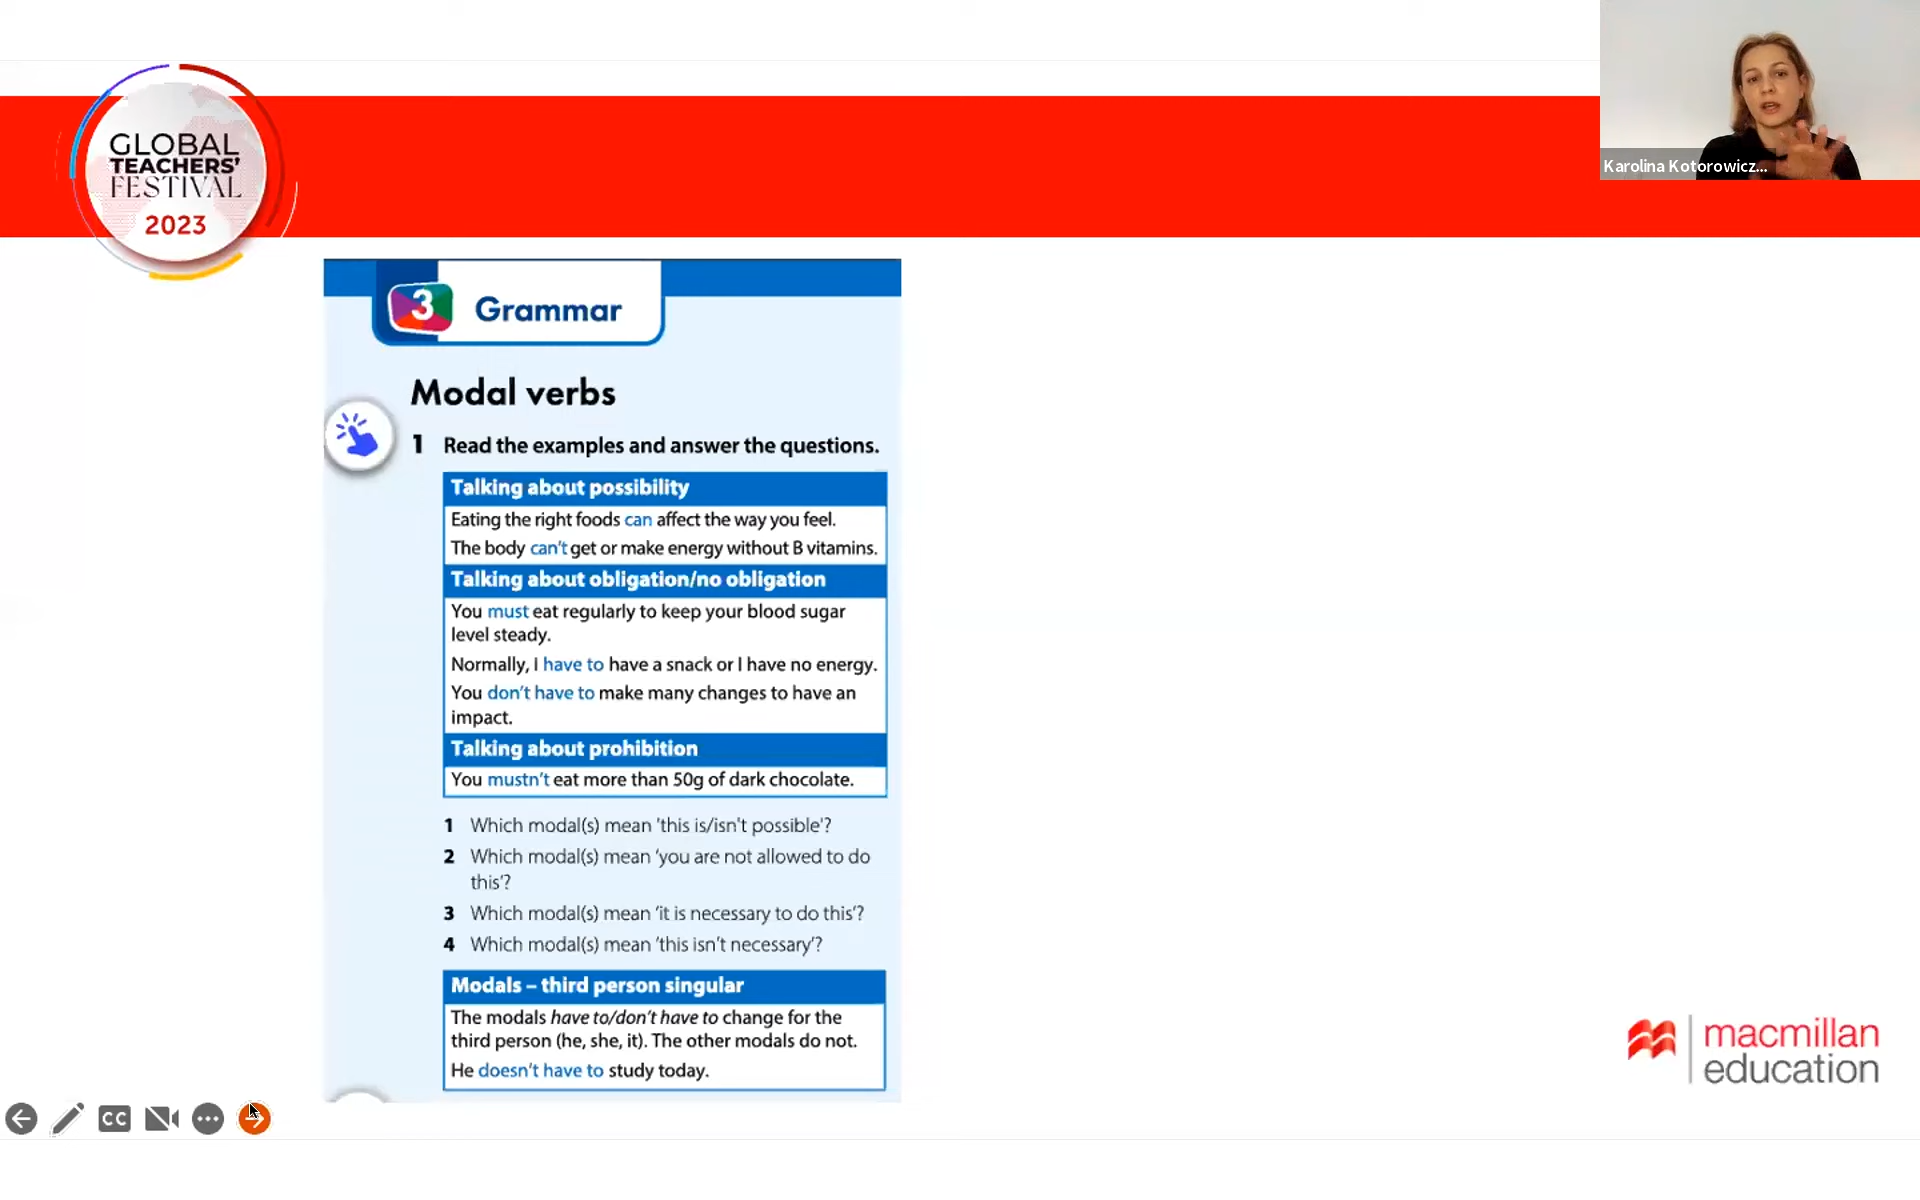 GLOBAL
TEACHERS'
FESTIVAL
2023
Karolina Kotorowicz...
3 Grammar
Modal verbs
1 Read the examples and answer the questions.
Talking about possibility
Eating the right foods can affect the way you feel.
The body can't get or make energy without B vitamins.
Talking about obligation/no obligation
You must eat regularly to keep your blood sugar
level steady.
Normally, I have to have a snack or I have no energy.
You don't have to make many changes to have an
impact.
Talking about prohibition
You mustn't eat more than 50g of dark chocolate.
1 Which modal(s) mean 'this is/isn't possible'?
2 Which modal(s) mean 'you are not allowed to do
this'?
3 Which modal(s) mean 'it is necessary to do this'?
4 Which modal(s) mean 'this isn't necessary'?
Modals – third person singular
The modals have to/don't have to change for the
third person (he, she, it). The other modals do not.
He doesn't have to study today.
macmillan
education
CC